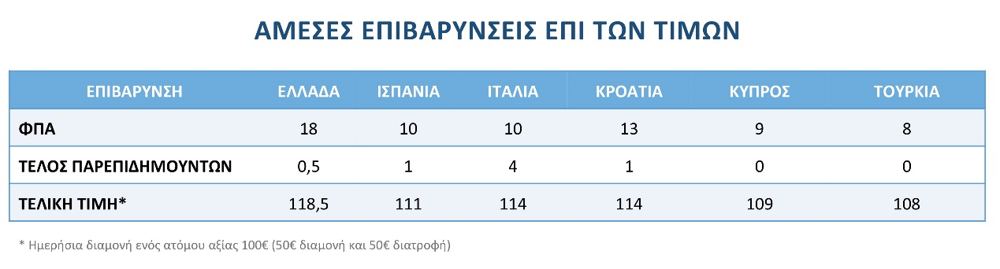 ΑΜΕΣΕΣ ΕΠΙΒΑΡΥΝΣΕΙΣ ΕΠΙ ΤΩΝ ΤΙΜΩΝ
ΕΠΙΒΑΡΥΝΣΗ ΕΛΛΑΔΑ ΙΣΠΑΝΙΑ ΙΤΑΛΙΑ ΚΡΟΑΤΙΑ ΚΥΠΡΟΣ ΤΟΥΡΚΙΑ
ΦΠΑ 18 10 10 13 9 8
ΤΕΛΟΣ ΠΑΡΕΠΙΔΗΜΟΥΝΤΩΝ 0,5 1 4 1 0 0
ΤΕΛΙΚΗ ΤΙΜΗ* 118,5 111 114 114 109 108
* Ημερήσια διαμονή ενός ατόμου αξίας 100€ (50€ διαμονή και 50€ διατροφή)